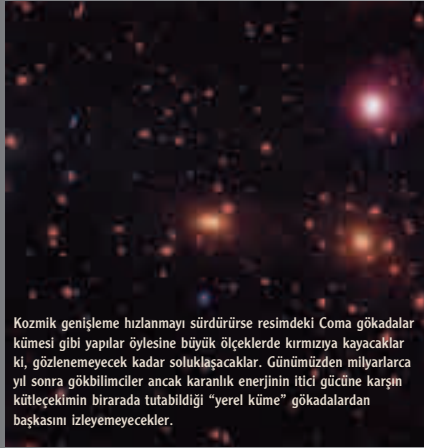 Kozmik genişleme hızlanmayı sürdürürse resimdeki Coma gökadalar
kümesi gibi yapılar öylesine büyük ölçeklerde kırmızıya kayacaklar
ki, gözlenemeyecek kadar soluklaşacaklar. Günümüzden milyarlarca
yıl sonra gökbilimciler ancak karanlık enerjinin itici gücüne karşın
kütleçekimin birarada tutabildiği “yerel küme” gökadalardan
başkasını izleyemeyecekler.